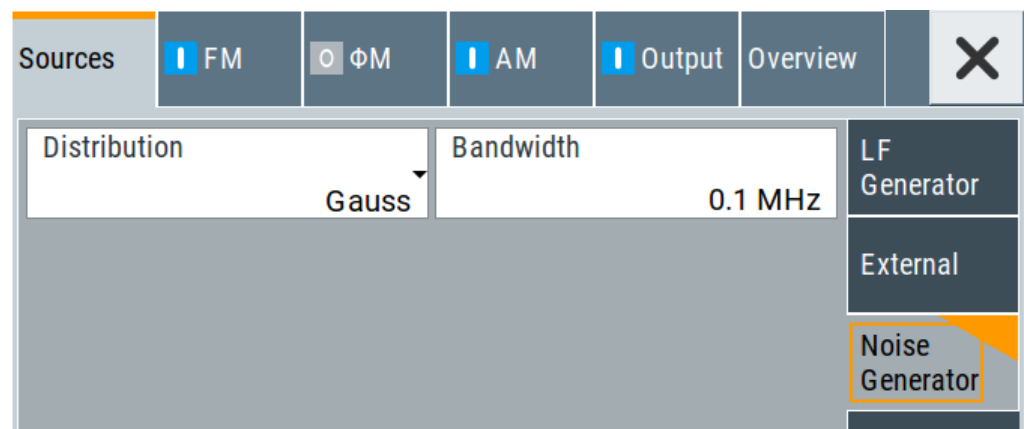 Sources
I FM
O ΦM
I AM
I Output
Overview
Distribution
Gauss
Bandwidth
0.1 MHz
LF
Generator
External
Noise
Generator